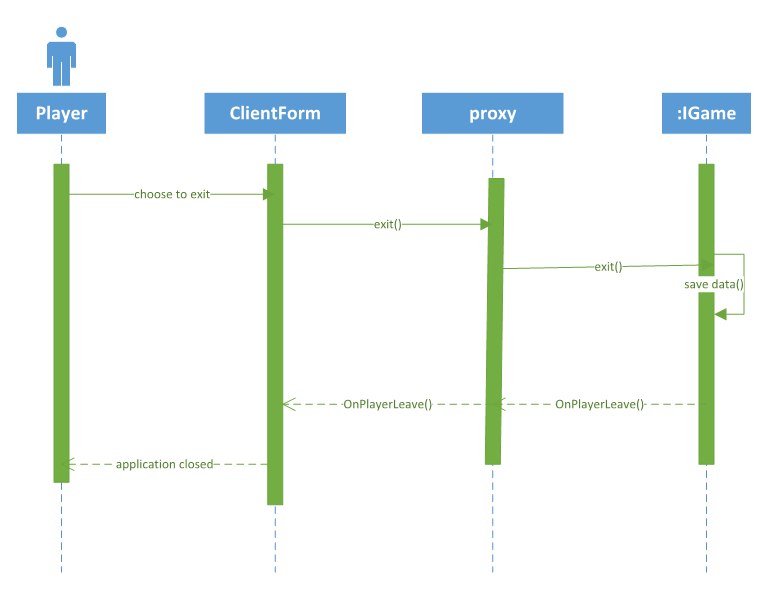 Player
ClientForm
proxy
:IGame
choose to exit
exit()
exit()
save data()
OnPlayerLeave()
OnPlayerLeave()
application closed